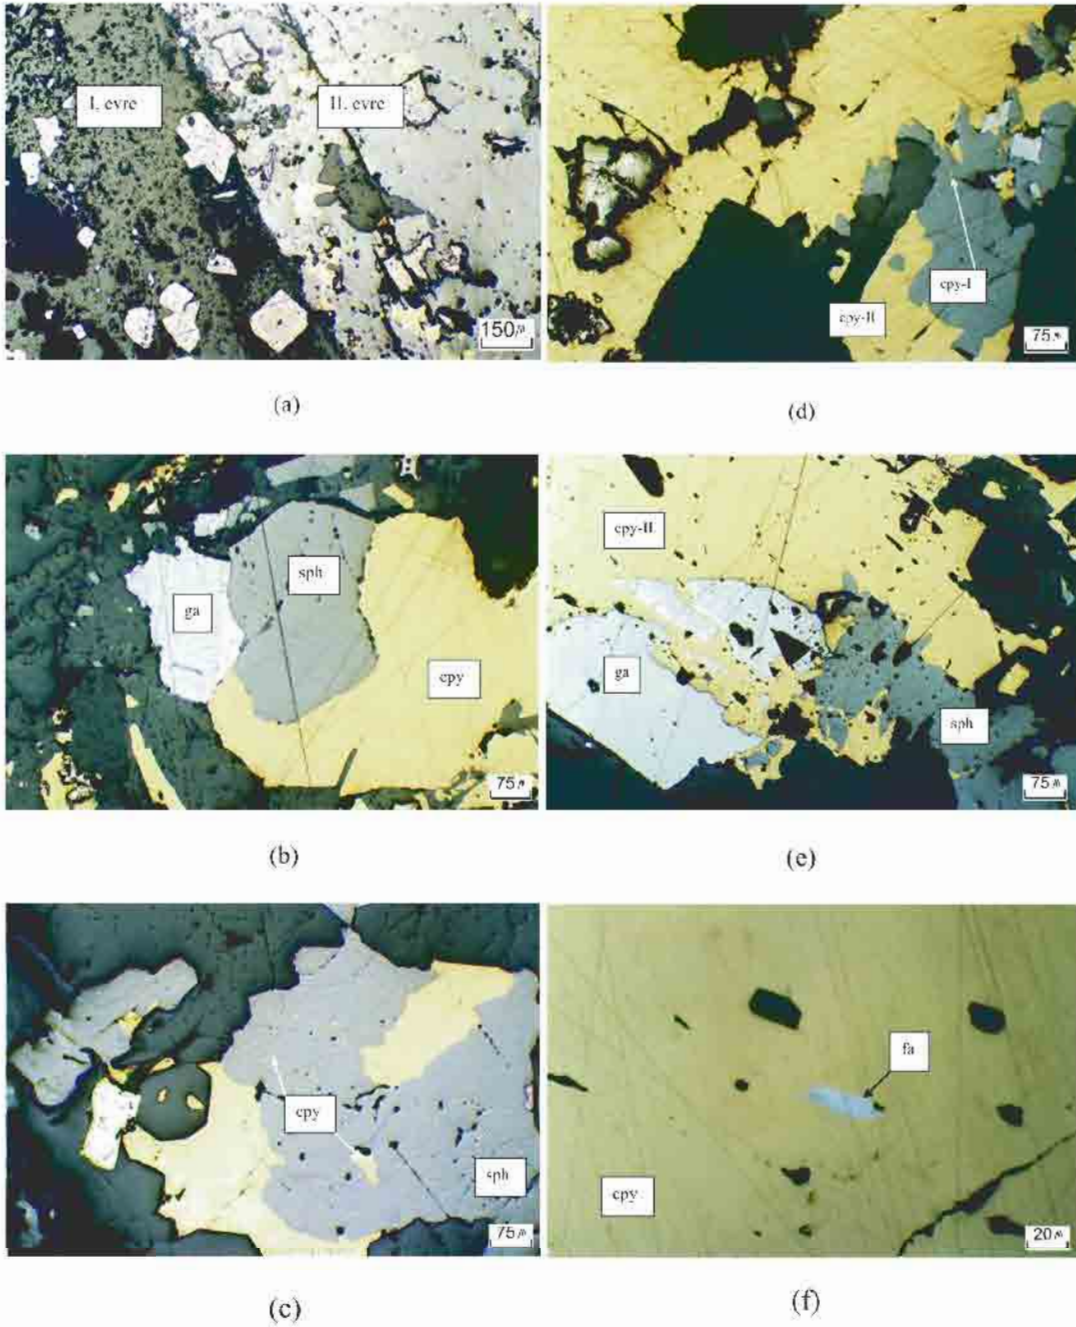 I. evre
II. evre
150 µ
(a)
cpy-I
cpy-II
75 µ
(d)
sph
ga
cpy
75 µ
(b)
cpy-II
ga
sph
75 µ
(e)
cpy
sph
75 µ
(c)
fa
cpy
20 µ
(f)